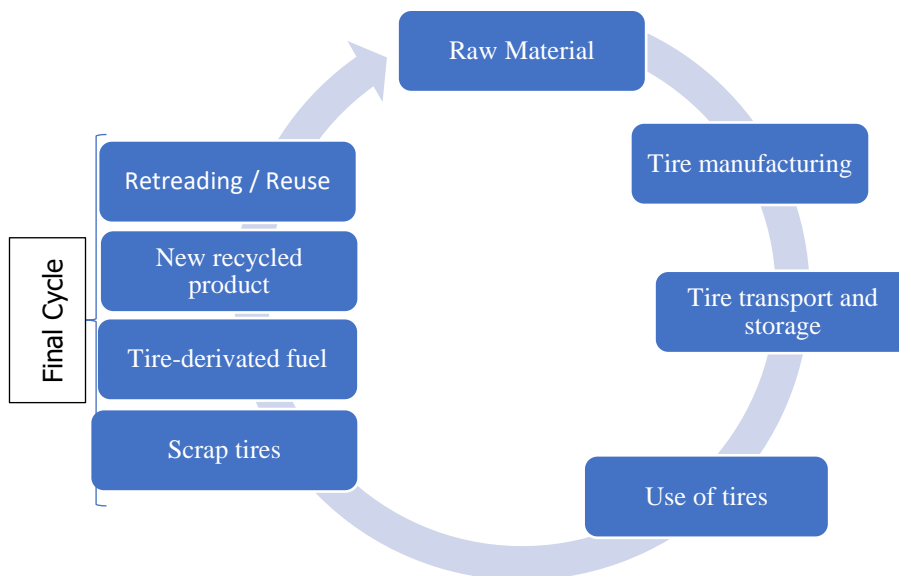 Raw Material
Tire manufacturing
Tire transport and
storage
Use of tires
Scrap tires
Tire-derived fuel
New recycled
product
Retreading / Reuse
Final Cycle